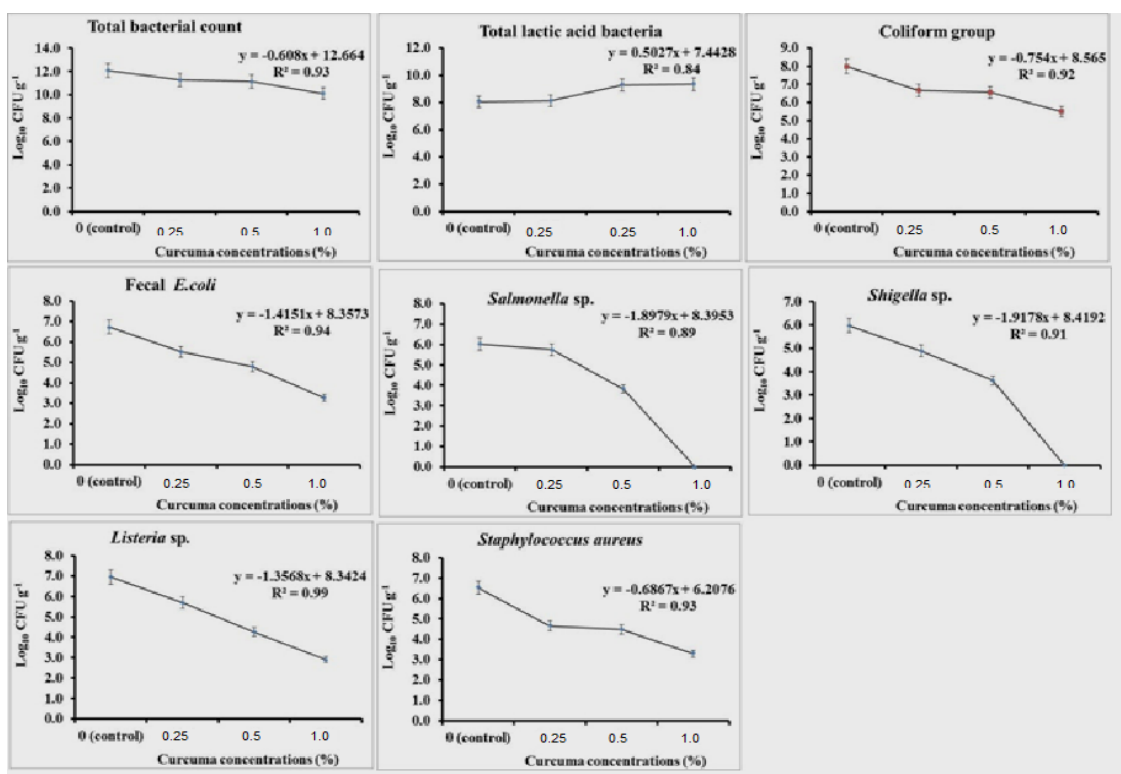 Total bacterial count
y = -0.608x + 12.664
R² = 0.93
Log₁₀ CFU g⁻¹
14.0
12.0
10.0
8.0
6.0
4.0
2.0
0.0
0 (control) 0.25 0.5 1.0
Curcuma concentrations (%)
Total lactic acid bacteria
y = 0.5027x + 7.4428
R² = 0.84
Log₁₀ CFU g⁻¹
12.0
10.0
8.0
6.0
4.0
2.0
0.0
0 (control) 0.25 0.25 1.0
Curcuma concentrations (%)
Coliform group
y = -0.754x + 8.565
R² = 0.92
Log₁₀ CFU g⁻¹
9.0
8.0
7.0
6.0
5.0
4.0
3.0
2.0
1.0
0.0
0 (control) 0.25 0.5 1.0
Curcuma concentrations (%)
Fecal E.coli
y = -1.4151x + 8.3573
R² = 0.94
Log₁₀ CFU g⁻¹
8.0
7.0
6.0
5.0
4.0
3.0
2.0
1.0
0.0
0 (control) 0.25 0.5 1.0
Curcuma concentrations (%)
Salmonella sp.
y = -1.8979x + 8.3953
R² = 0.89
Log₁₀ CFU g⁻¹
8.0
7.0
6.0
5.0
4.0
3.0
2.0
1.0
0.0
0 (control) 0.25 0.5 1.0
Curcuma concentrations (%)
Shigella sp.
y = -1.9178x + 8.4192
R² = 0.91
Log₁₀ CFU g⁻¹
7.0
6.0
5.0
4.0
3.0
2.0
1.0
0.0
0 (control) 0.25 0.5 1.0
Curcuma concentrations (%)
Listeria sp.
y = -1.3568x + 8.3424
R² = 0.99
Log₁₀ CFU g⁻¹
8.0
7.0
6.0
5.0
4.0
3.0
2.0
1.0
0.0
0 (control) 0.25 0.5 1.0
Curcuma concentrations (%)
Staphylococcus aureus
y = -0.6867x + 6.2076
R² = 0.93
Log₁₀ CFU g⁻¹
8.0
7.0
6.0
5.0
4.0
3.0
2.0
1.0
0.0
0 (control) 0.25 0.5 1.0
Curcuma concentrations (%)